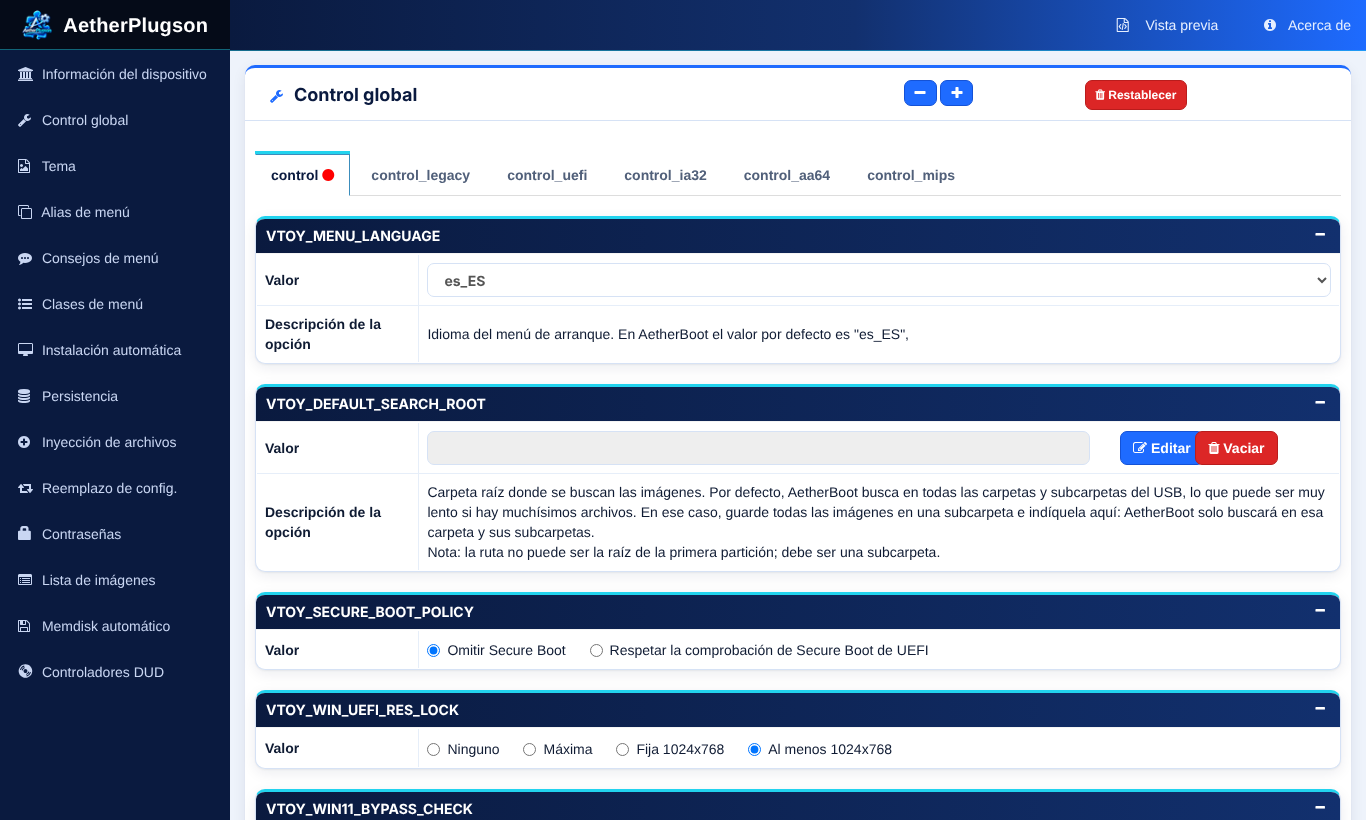 AetherPlugson
Vista previa
Acerca de
Información del dispositivo
Control global
Tema
Alias de menú
Consejos de menú
Clases de menú
Instalación automática
Persistencia
Inyección de archivos
Reemplazo de config.
Contraseñas
Lista de imágenes
Memdisk automático
Controladores DUD
Control global
Restablecer
control
control_legacy
control_uefi
control_ia32
control_aa64
control_mips
VTOY_MENU_LANGUAGE
Valor
es_ES
Descripción de la
opción
Idioma del menú de arranque. En AetherBoot el valor por defecto es "es_ES",
VTOY_DEFAULT_SEARCH_ROOT
Valor
Editar
Vaciar
Descripción de la
opción
Carpeta raíz donde se buscan las imágenes. Por defecto, AetherBoot busca en todas las carpetas y subcarpetas del USB, lo que puede ser muy
lento si hay muchísimos archivos. En ese caso, guarde todas las imágenes en una subcarpeta e indíquela aquí: AetherBoot solo buscará en esa
carpeta y sus subcarpetas.
Nota: la ruta no puede ser la raíz de la primera partición; debe ser una subcarpeta.
VTOY_SECURE_BOOT_POLICY
Valor
Omitir Secure Boot
Respetar la comprobación de Secure Boot de UEFI
VTOY_WIN_UEFI_RES_LOCK
Valor
Ninguno
Máxima
Fija 1024x768
Al menos 1024x768
VTOY_WIN11_BYPASS_CHECK